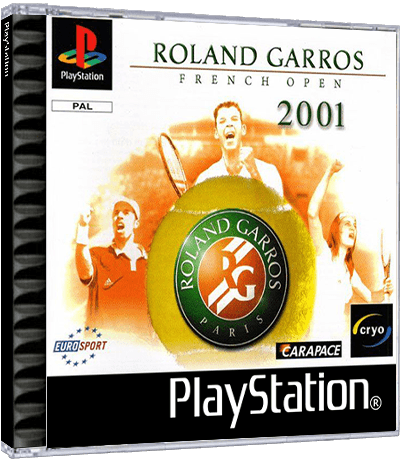 PlayStation
PlayStation
PAL
ROLAND GARROS
FRENCH OPEN
2001
ROLAND GARROS
RG
PARIS
EUROSPORT
CARAPACE
cryo
PlayStation®